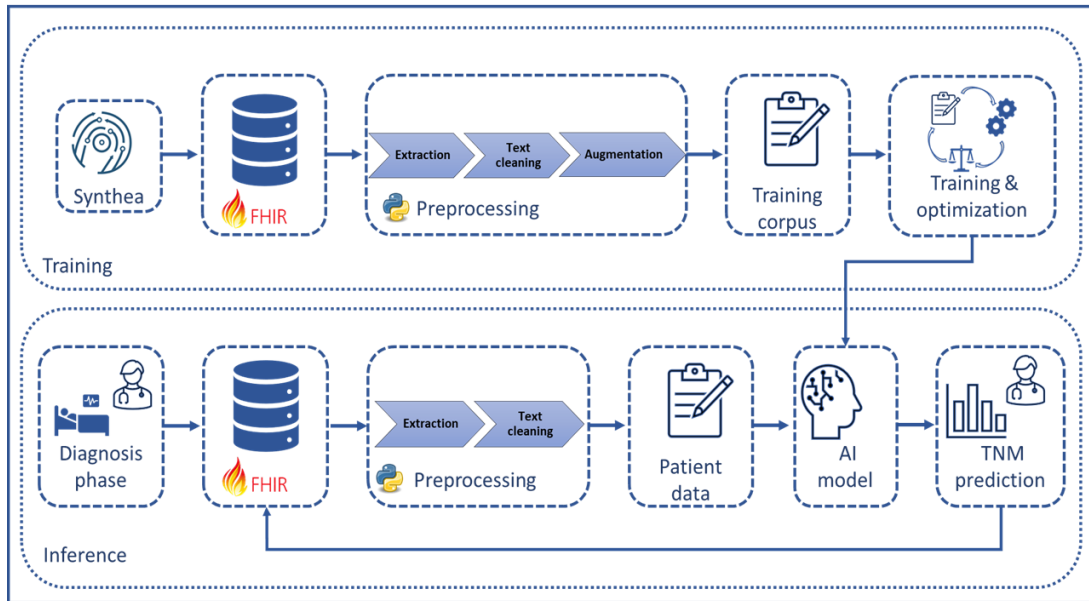 Synthea
FHIR
Extraction
Text
cleaning
Augmentation
Preprocessing
Training
corpus
Training &
optimization
Training
Diagnosis
phase
FHIR
Extraction
Text
cleaning
Preprocessing
Patient
data
AI
model
TNM
prediction
Inference